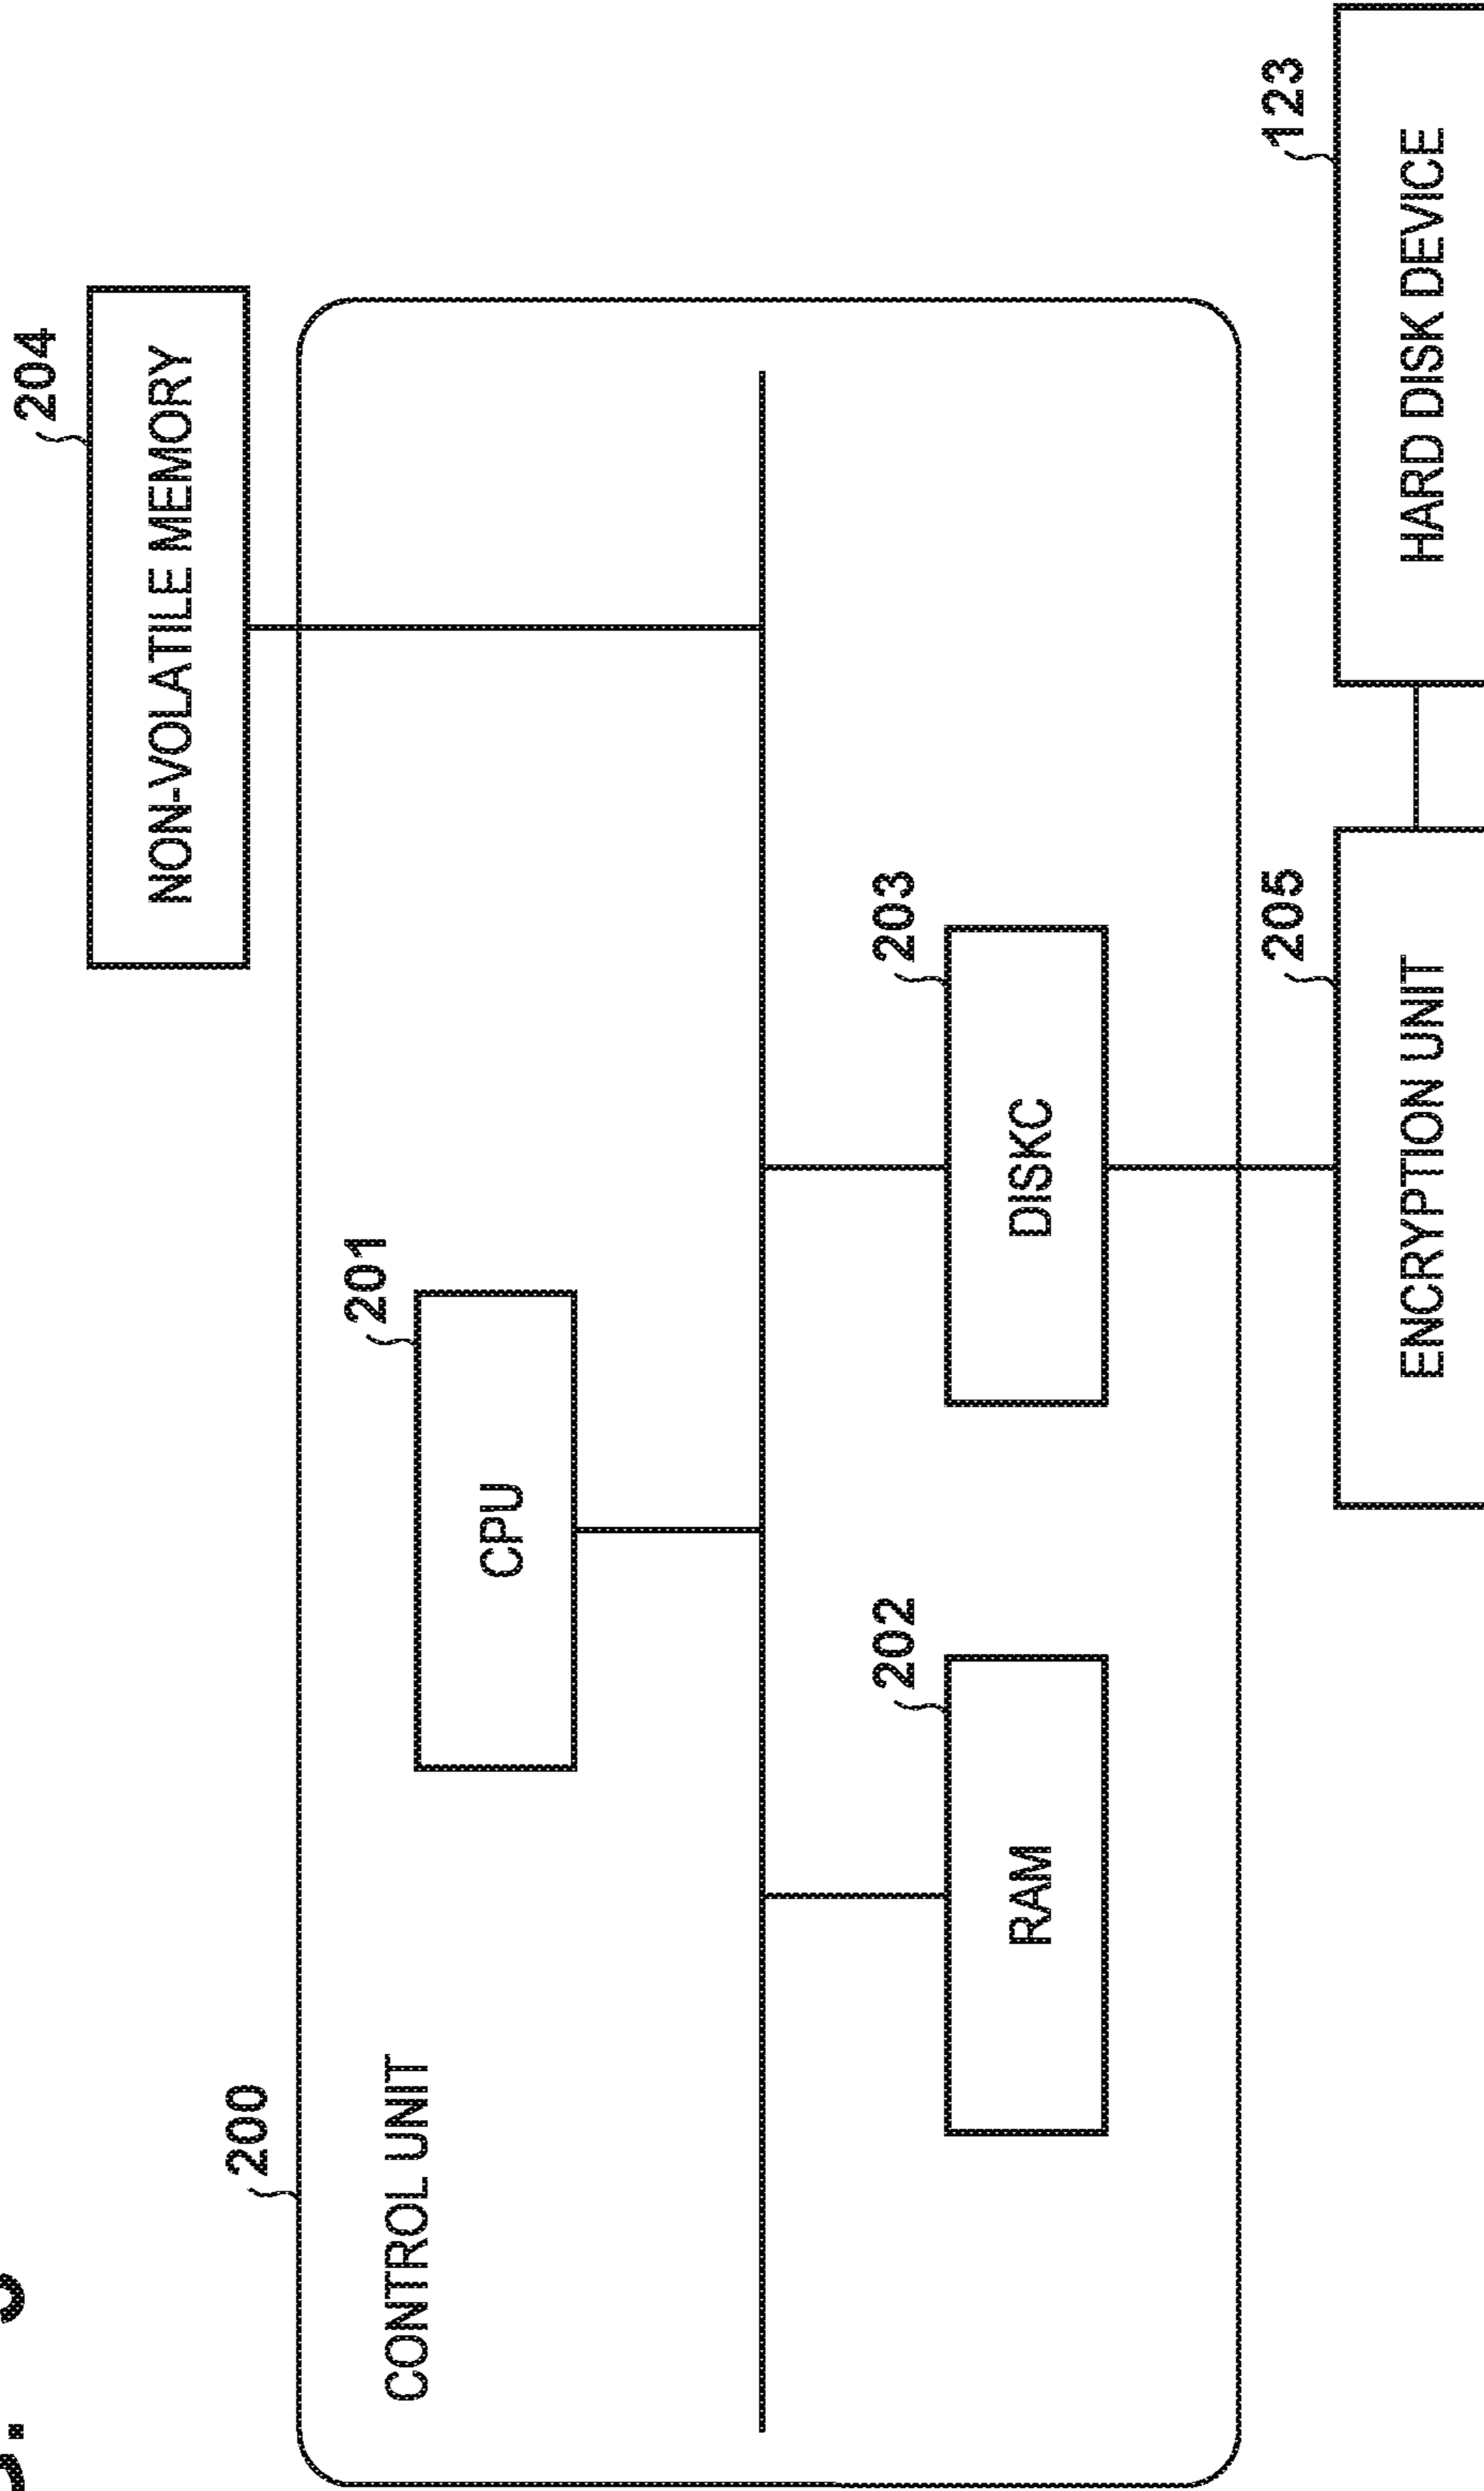 204
NON-VOLATILE MEMORY
200
CONTROL UNIT
201
CPU
202
RAM
203
DISKC
205
ENCRYPTION UNIT
123
HARD DISK DEVICE